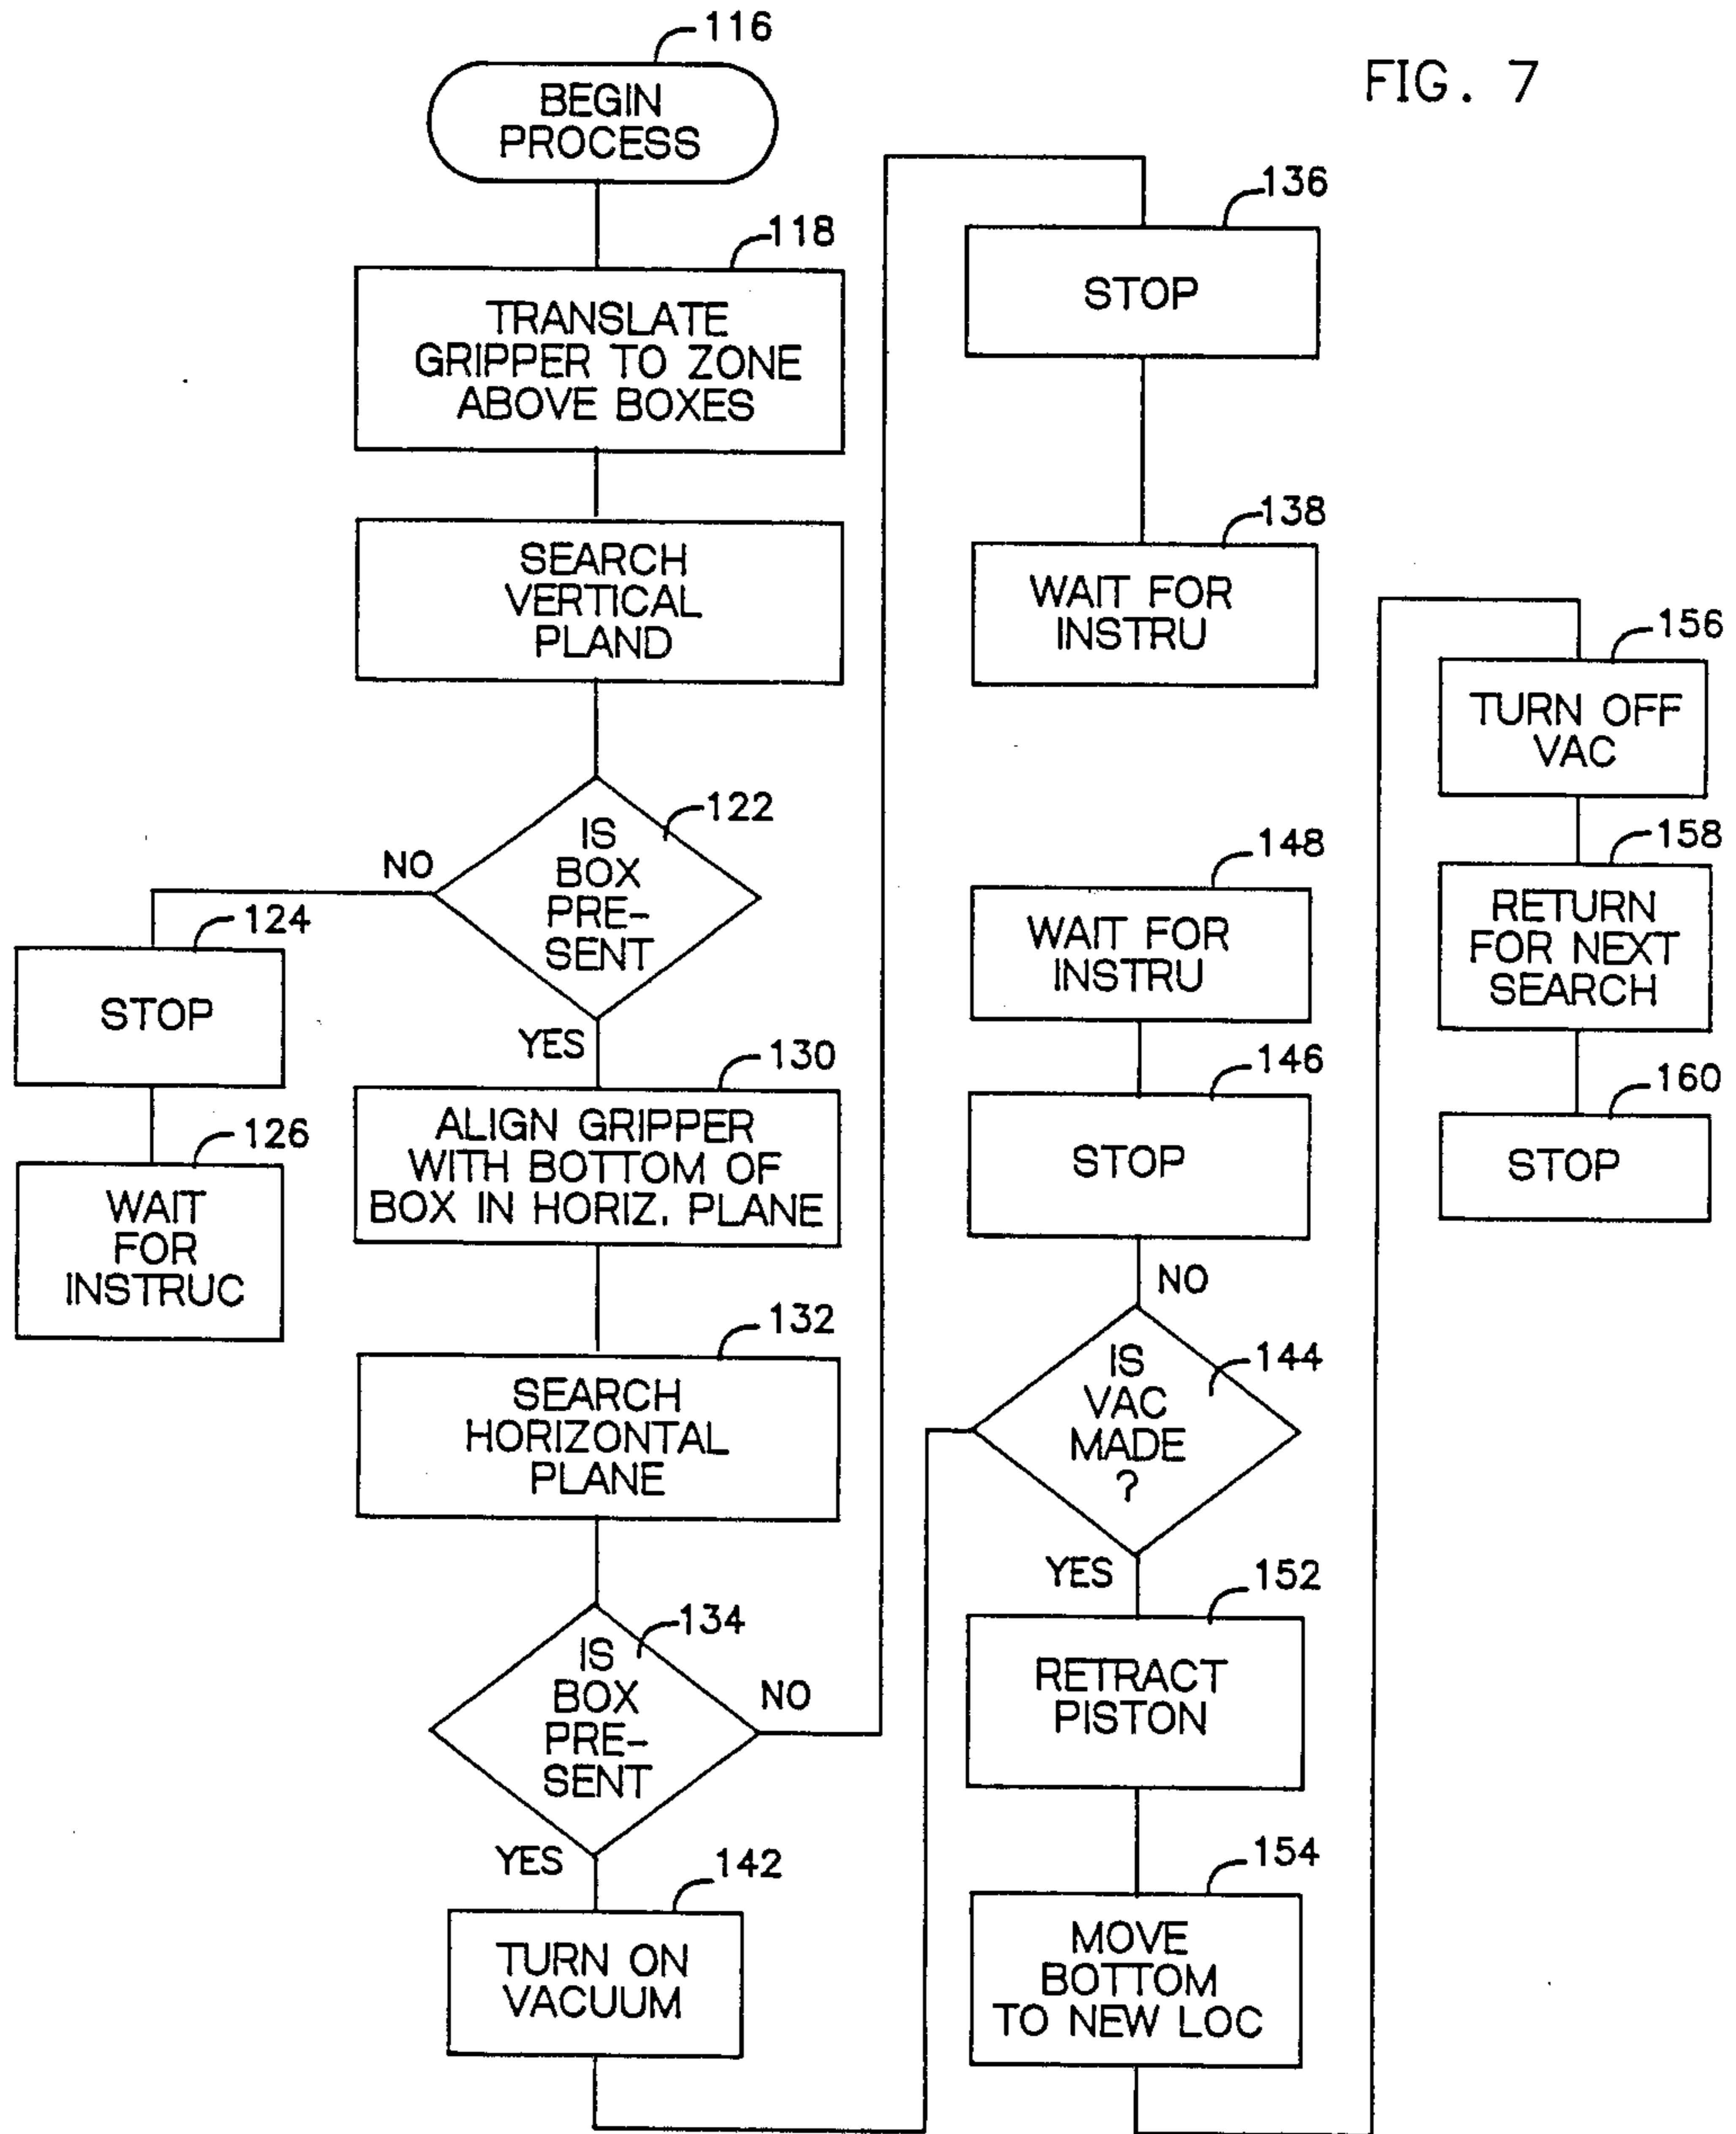 FIG. 7
116
BEGIN
PROCESS
118
TRANSLATE
GRIPPER TO ZONE
ABOVE BOXES
SEARCH
VERTICAL
PLAND
122
IS
BOX
PRE-
SENT
NO
124
STOP
126
WAIT
FOR
INSTRUC
YES
130
ALIGN GRIPPER
WITH BOTTOM OF
BOX IN HORIZ. PLANE
132
SEARCH
HORIZONTAL
PLANE
134
IS
BOX
PRE-
SENT
NO
YES
142
TURN ON
VACUUM
136
STOP
138
WAIT FOR
INSTRU
148
WAIT FOR
INSTRU
146
STOP
NO
144
IS
VAC
MADE
?
YES
152
RETRACT
PISTON
154
MOVE
BOTTOM
TO NEW LOC
156
TURN OFF
VAC
158
RETURN
FOR NEXT
SEARCH
160
STOP